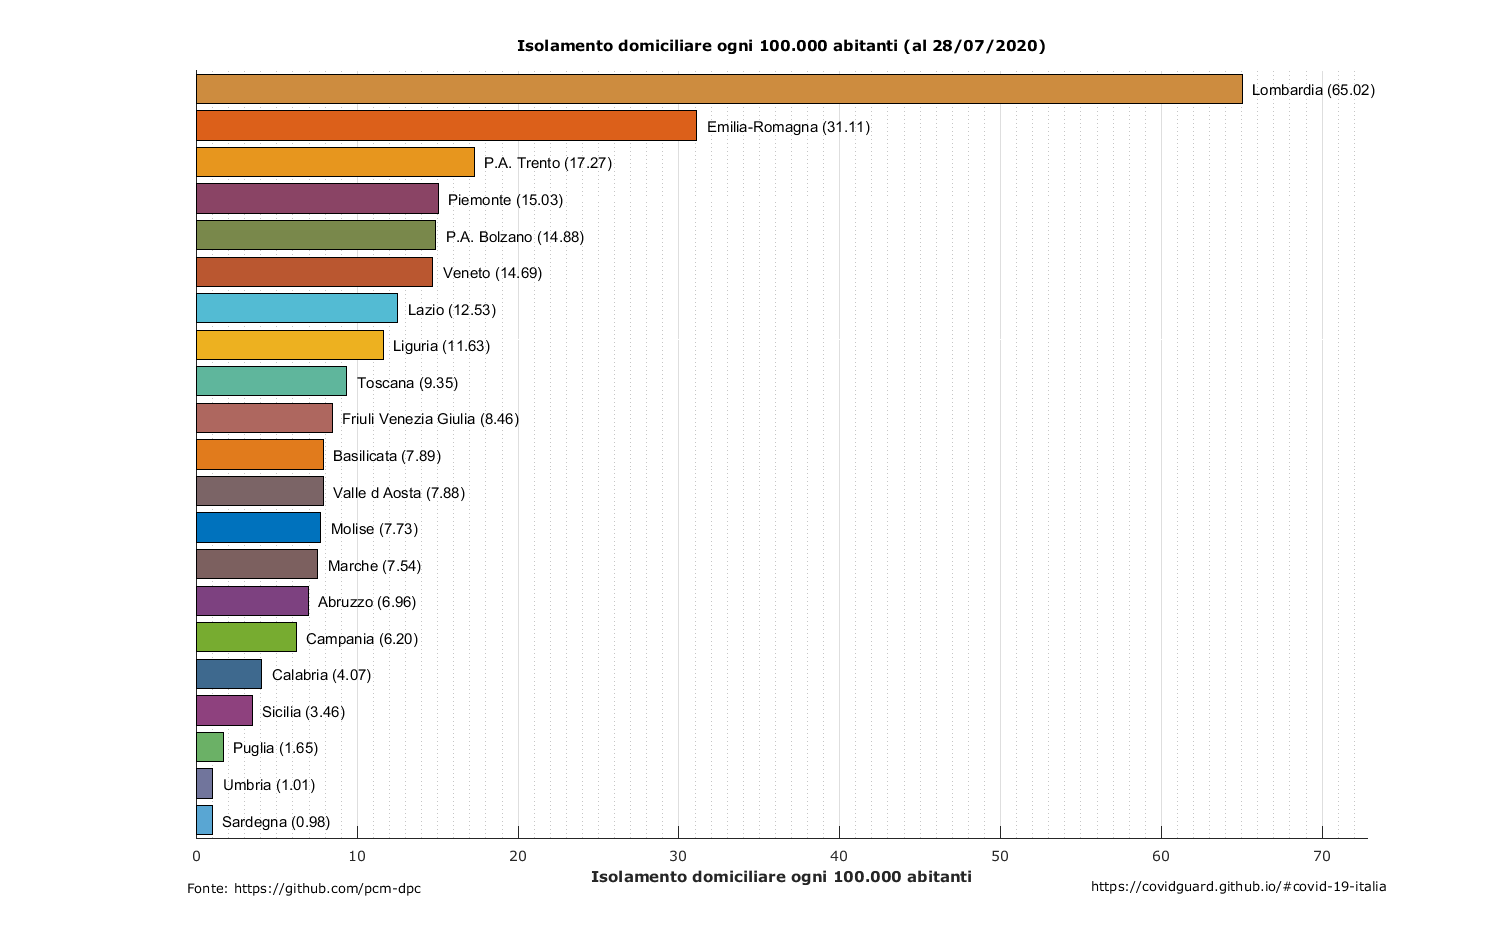 Isolamento domiciliare ogni 100.000 abitanti (al 28/07/2020)
Lombardia (65.02)
Emilia-Romagna (31.11)
P.A. Trento (17.27)
Piemonte (15.03)
P.A. Bolzano (14.88)
Veneto (14.69)
Lazio (12.53)
Liguria (11.63)
Toscana (9.35)
Friuli Venezia Giulia (8.46)
Basilicata (7.89)
Valle d Aosta (7.88)
Molise (7.73)
Marche (7.54)
Abruzzo (6.96)
Campania (6.20)
Calabria (4.07)
Sicilia (3.46)
Puglia (1.65)
Umbria (1.01)
Sardegna (0.98)
0 10 20 30 40 50 60 70
Isolamento domiciliare ogni 100.000 abitanti
Fonte: https://github.com/pcm-dpc
https://covidguard.github.io/#covid-19-italia